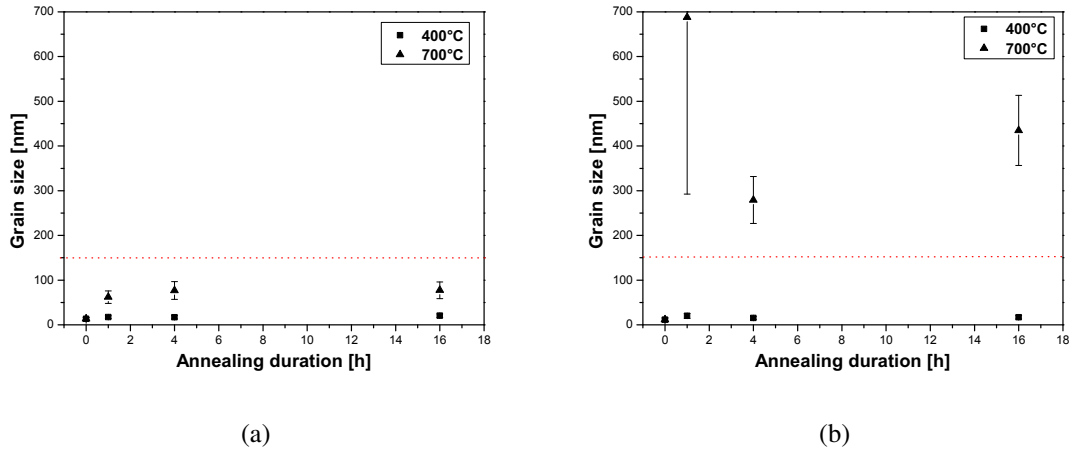 700
600
500
400
300
200
100
0
Grain size [nm]
400°C
700°C
0 2 4 6 8 10 12 14 16 18
Annealing duration [h]
(a)
700
600
500
400
300
200
100
0
Grain size [nm]
400°C
700°C
0 2 4 6 8 10 12 14 16 18
Annealing duration [h]
(b)